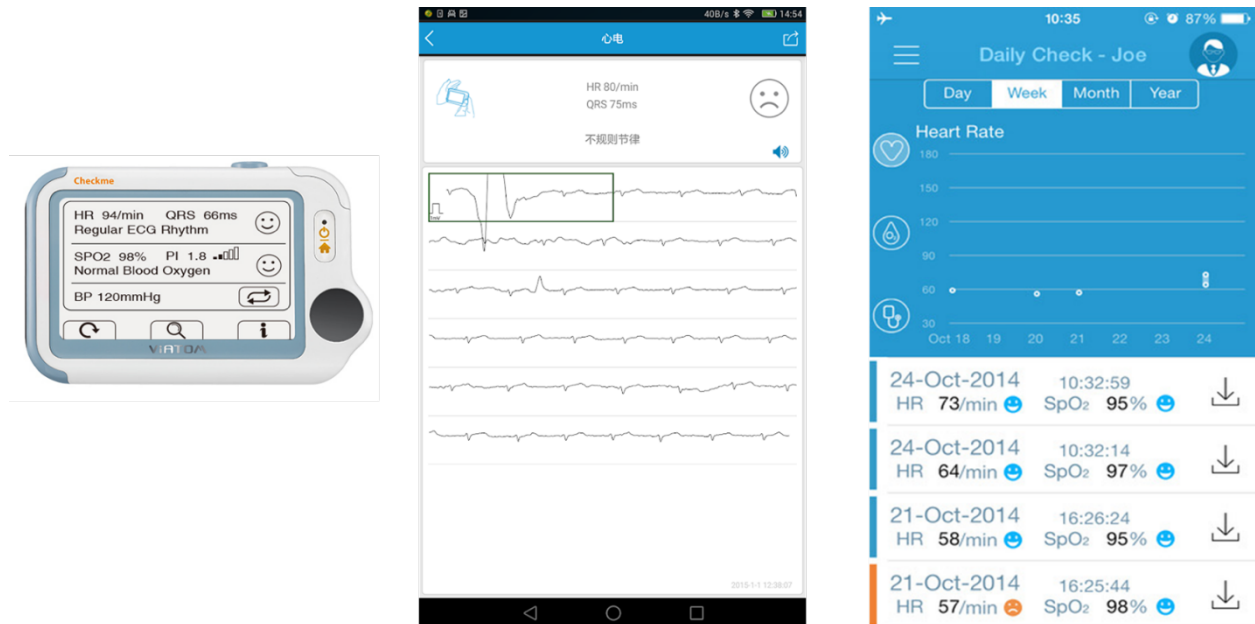 Checkme
HR 94/min QRS 66ms
Regular ECG Rhythm
SPO2 98% PI 1.8
Normal Blood Oxygen
BP 120mmHg
i
VIATOM
40B/s 14:54
心电
HR 80/min
QRS 75ms
不规则节律
1mV
2015-1-1 12:38:07
10:35 87%
Daily Check - Joe
Day Week Month Year
Heart Rate
180
150
120
90
60
30
Oct 18 19 20 21 22 23 24
24-Oct-2014 10:32:59
HR 73/min SpO₂ 95%
24-Oct-2014 10:32:14
HR 64/min SpO₂ 97%
21-Oct-2014 16:26:24
HR 58/min SpO₂ 95%
21-Oct-2014 16:25:44
HR 57/min SpO₂ 98%